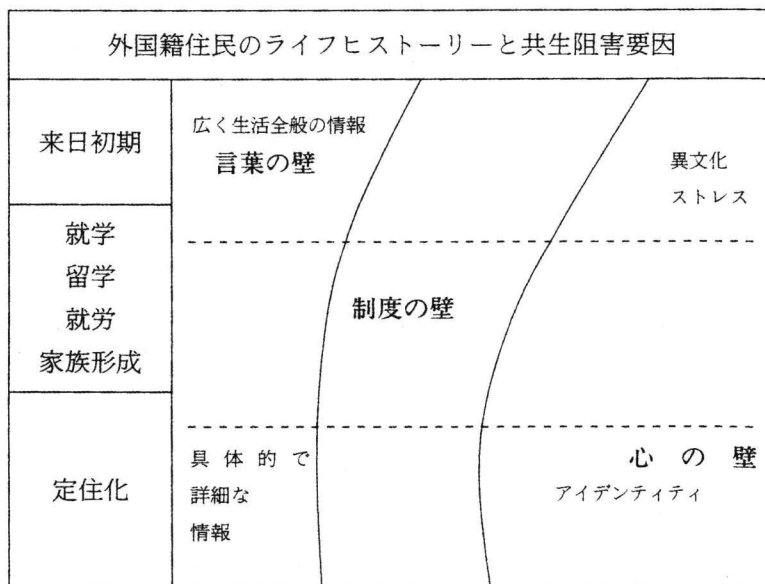 外国籍住民のライフヒストーリーと共生阻害要因
来日初期
広く生活全般の情報
言葉の壁
異文化
ストレス
就学
留学
就労
家族形成
制度の壁
定住化
具体的で
詳細な
情報
心の壁
アイデンティティ